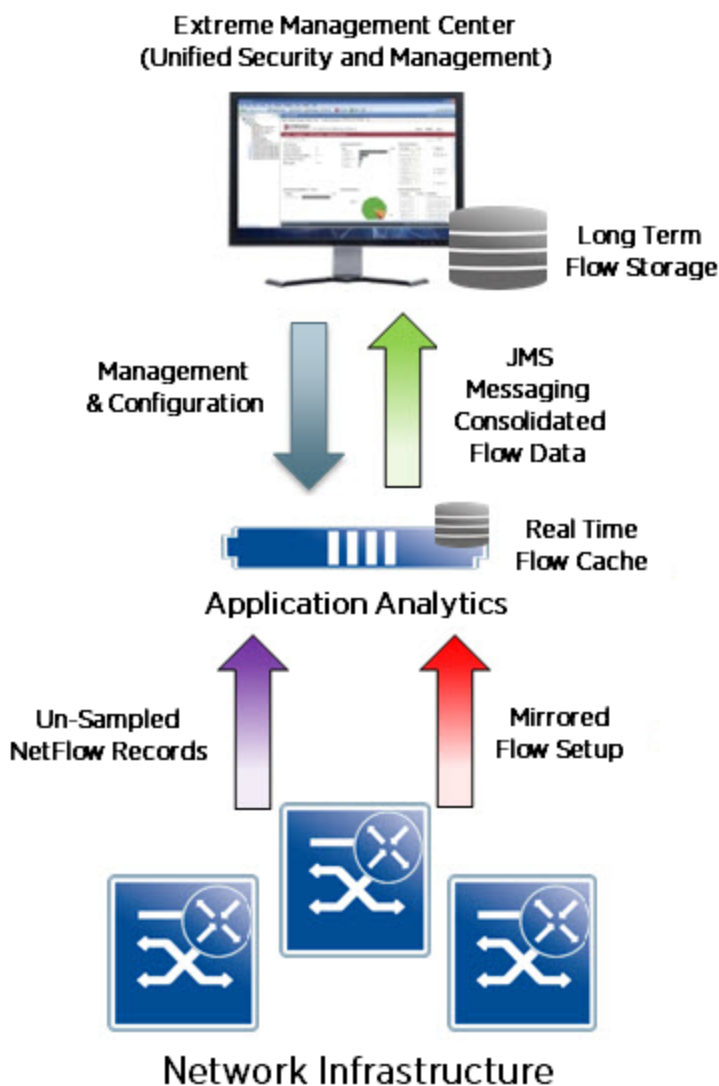 Extreme Management Center
(Unified Security and Management)
Long Term
Flow Storage
Management
& Configuration
JMS
Messaging
Consolidated
Flow Data
Real Time
Flow Cache
Application Analytics
Un-Sampled
NetFlow Records
Mirrored
Flow Setup
Network Infrastructure